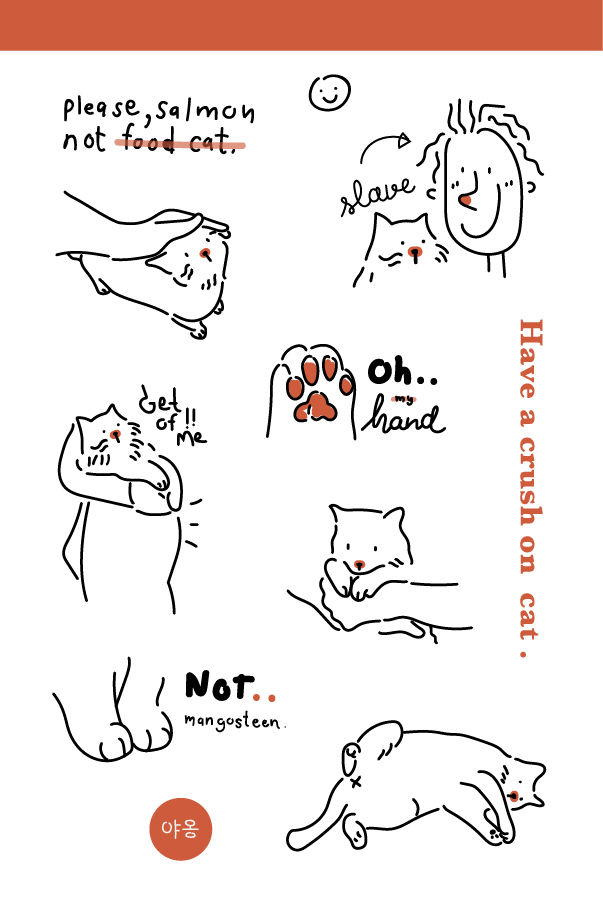 please, salmon
not food cat.
slave
Oh..
my
hand
Get
of !!
me
Have a crush on cat.
Not..
mangosteen.
야옹